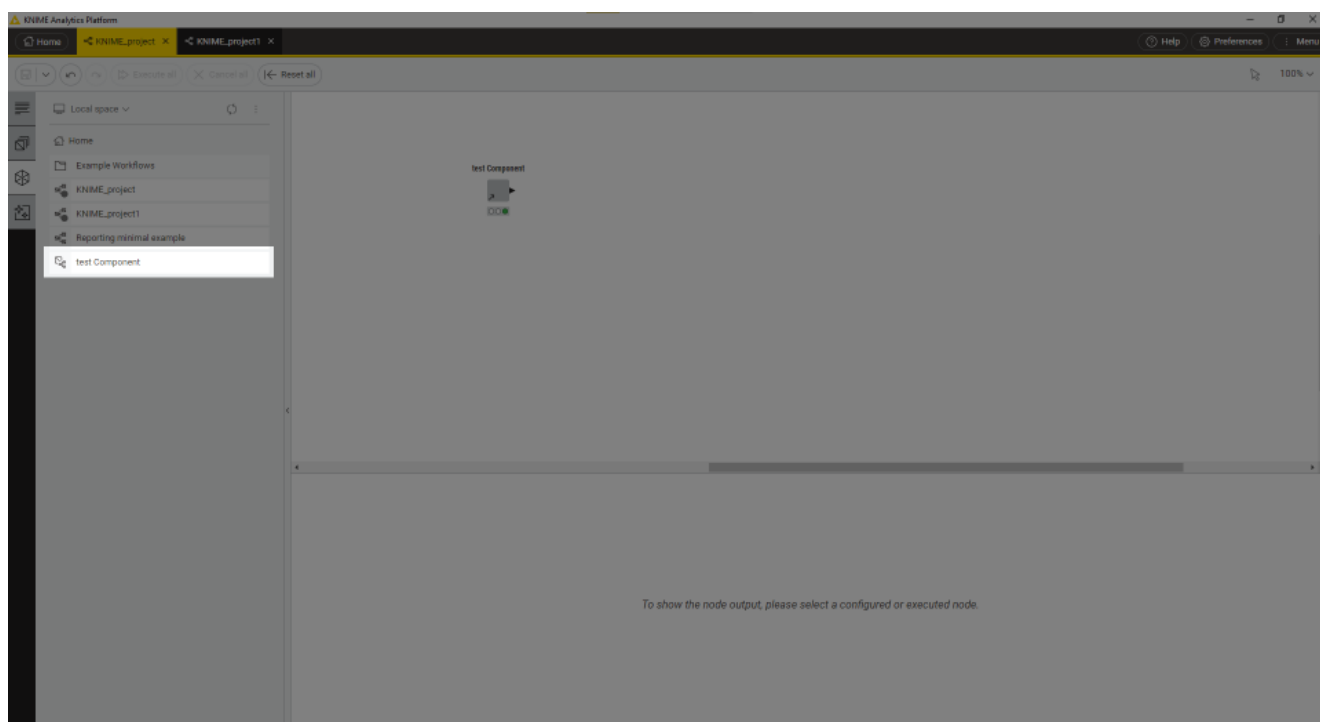 KNIME Analytics Platform
Home KNIME_project KNIME_project1 Help Preferences Menu
Execute all Cancel all Reset all 100%
Local space
Home
Example Workflows
KNIME_project
KNIME_project1
Reporting minimal example
test Component
test Component
To show the node output, please select a configured or executed node.